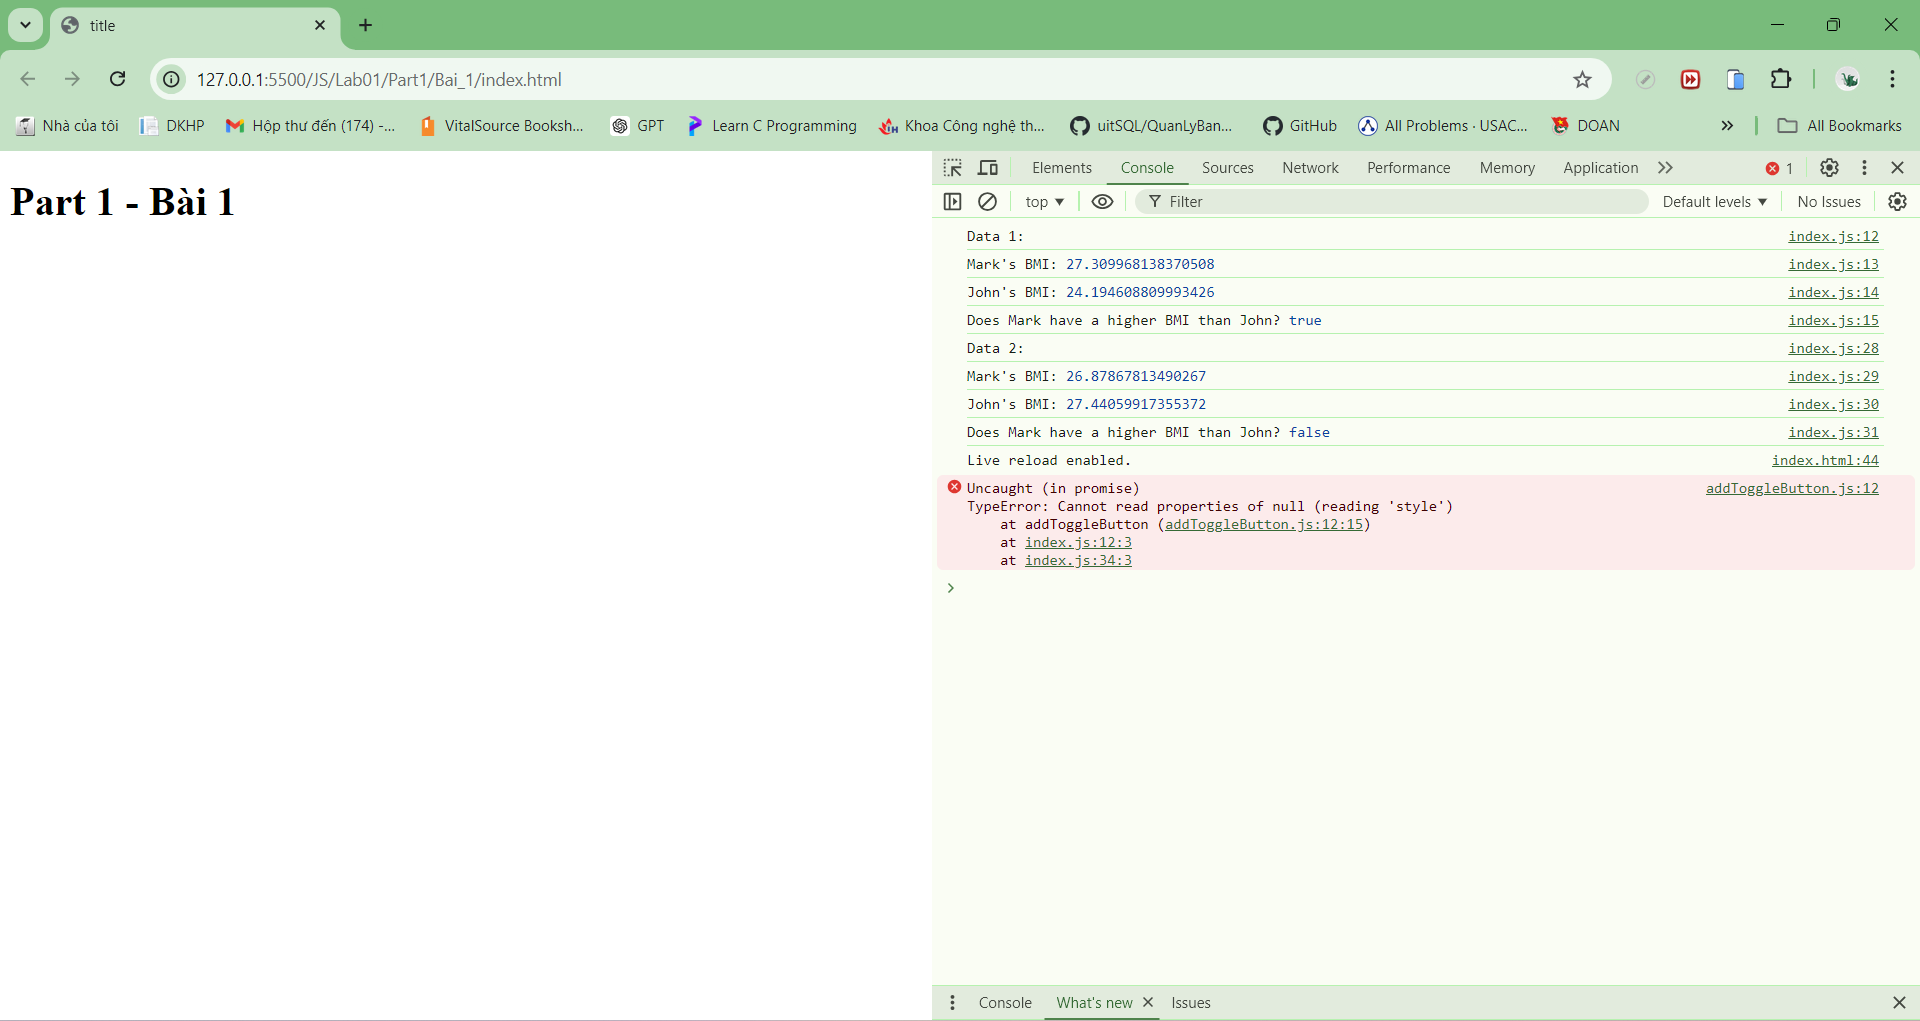 title
127.0.0.1:5500/JS/Lab01/Part1/Bai_1/index.html
Nhà của tôi DKHP Hộp thư đến (174) -... VitalSource Booksh... GPT Learn C Programming Khoa Công nghệ th... uitSQL/QuanLyBan... GitHub All Problems · USAC... DOAN » All Bookmarks
Part 1 - Bài 1
Elements Console Sources Network Performance Memory Application 1
top Filter Default levels No Issues
Data 1: index.js:12
Mark's BMI: 27.309968138370508 index.js:13
John's BMI: 24.194608809993426 index.js:14
Does Mark have a higher BMI than John? true index.js:15
Data 2: index.js:28
Mark's BMI: 26.87867813490267 index.js:29
John's BMI: 27.44059917355372 index.js:30
Does Mark have a higher BMI than John? false index.js:31
Live reload enabled. index.html:44
Uncaught (in promise) addToggleButton.js:12
TypeError: Cannot read properties of null (reading 'style')
at addToggleButton (addToggleButton.js:12:15)
at index.js:12:3
at index.js:34:3
Console What's new Issues